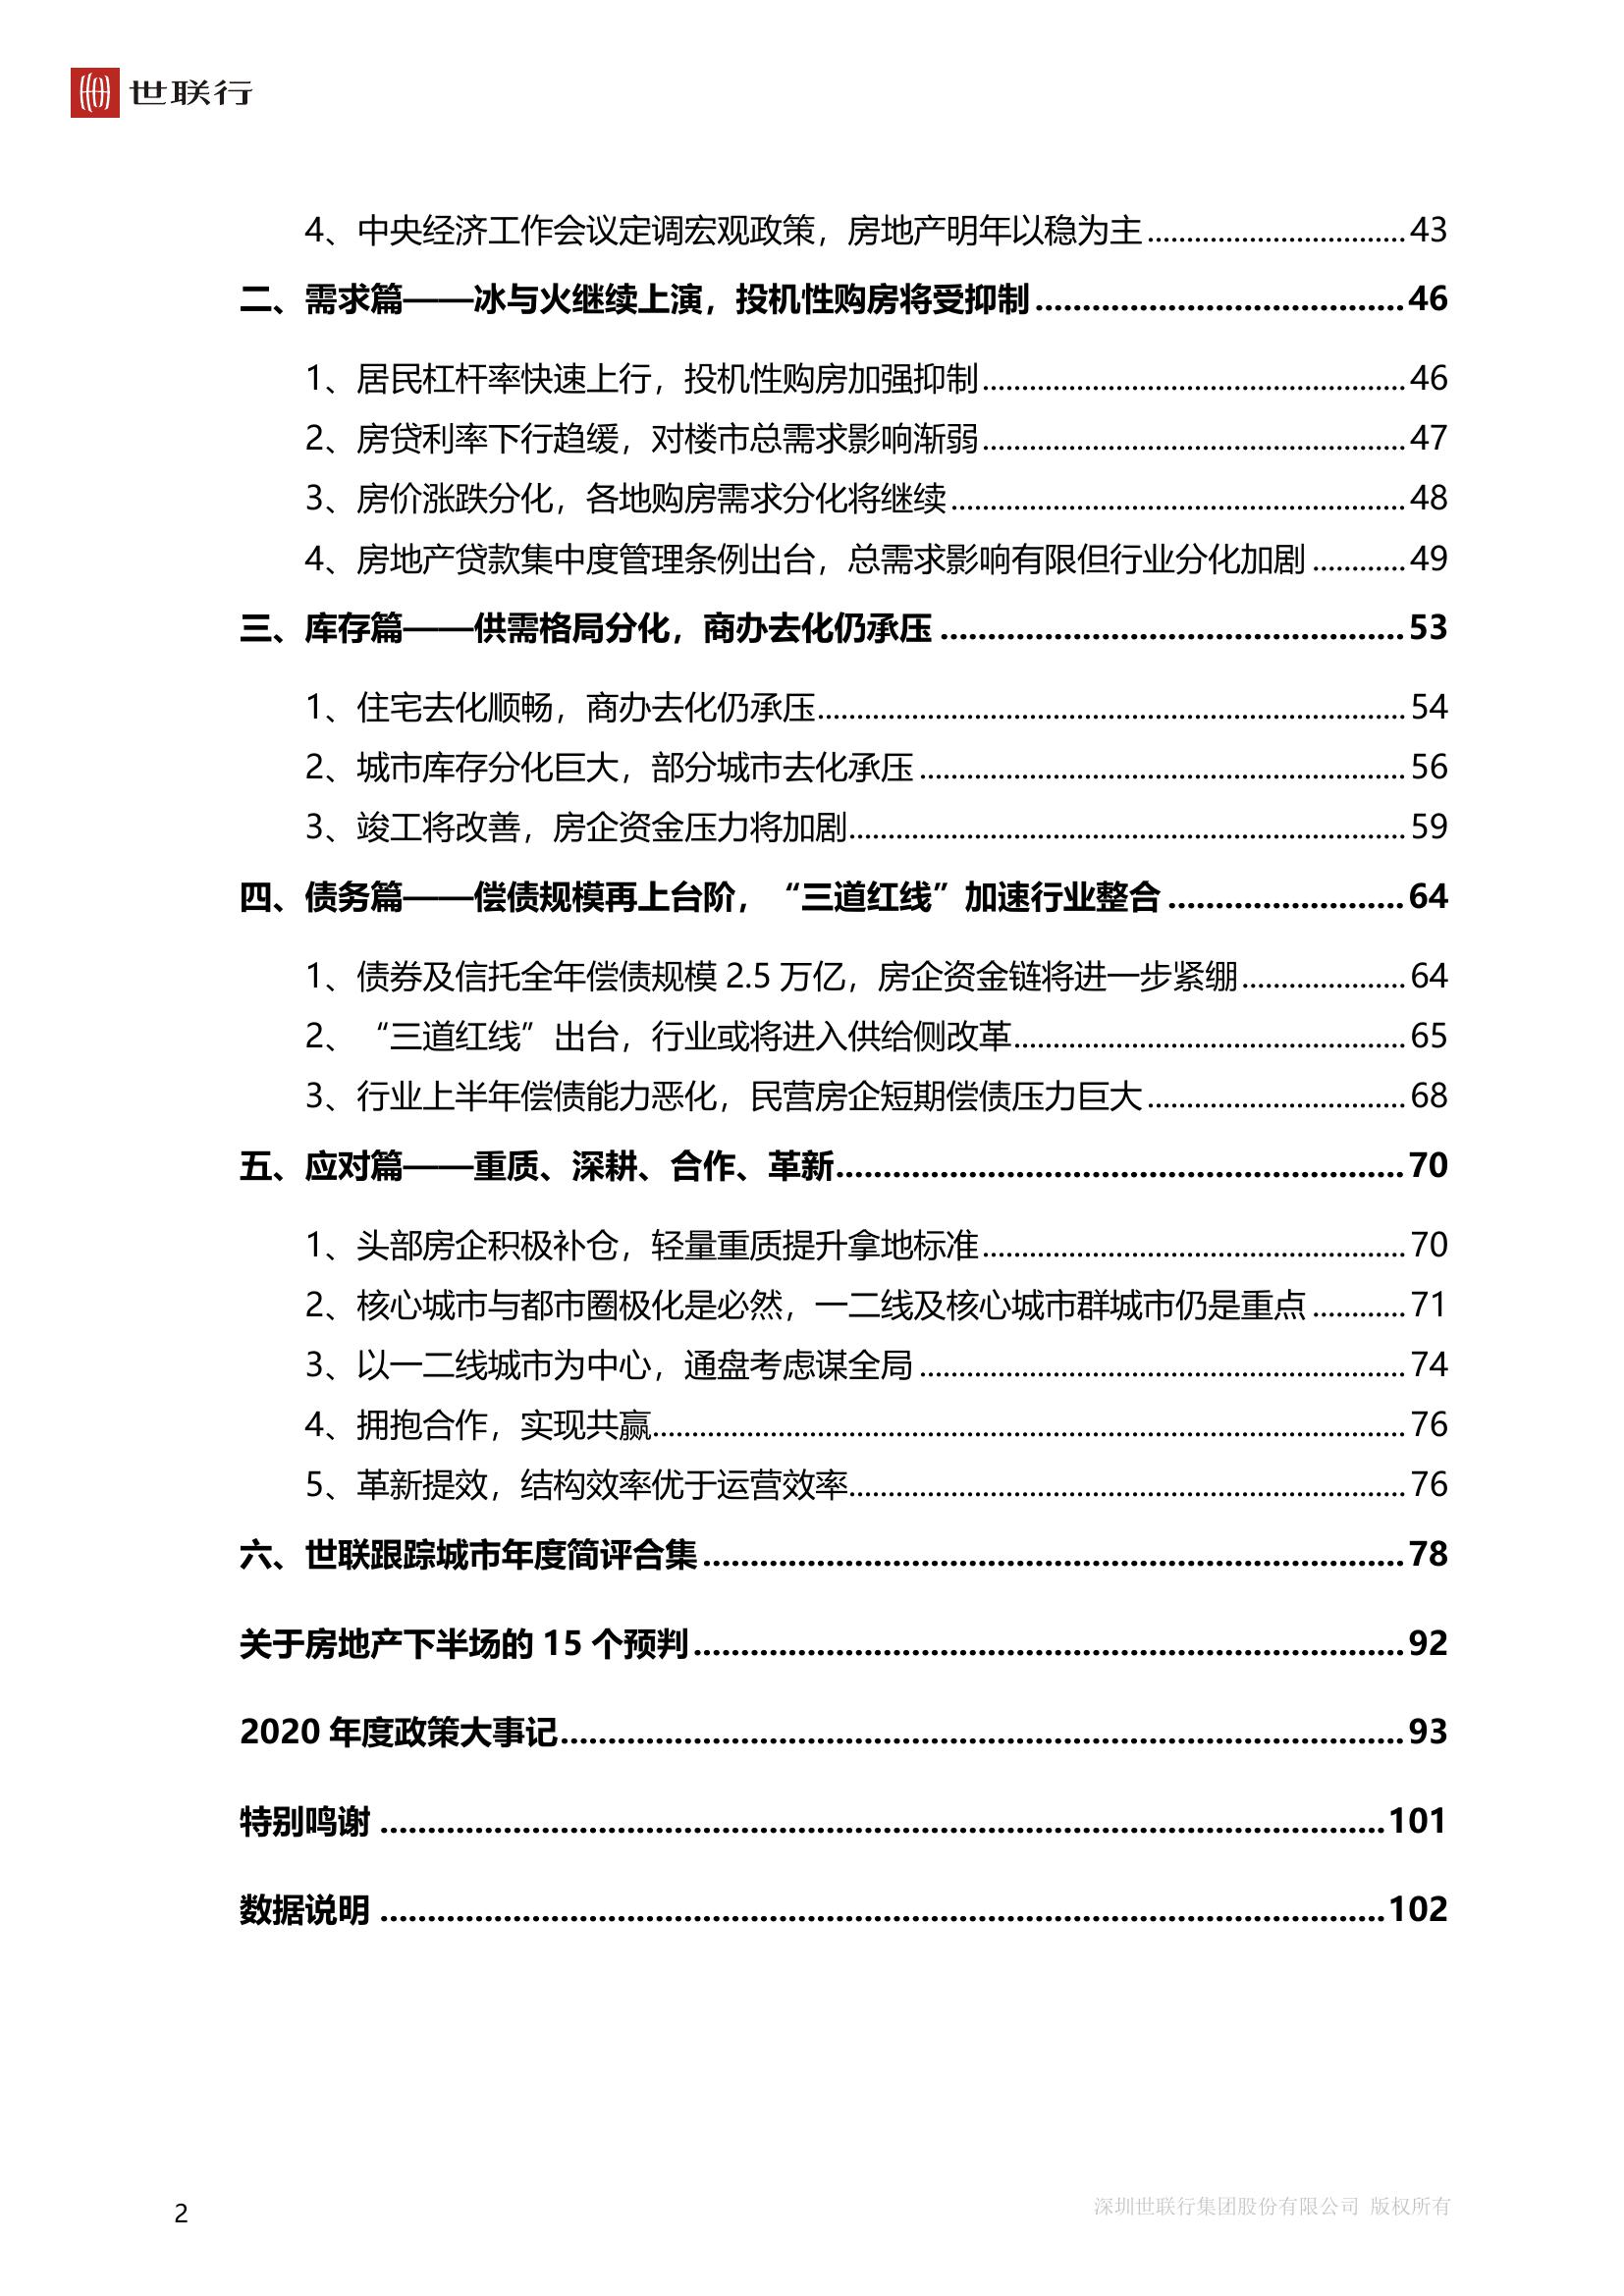 世联行
4、中央经济工作会议定调宏观政策，房地产明年以稳为主................................43
二、需求篇——冰与火继续上演，投机性购房将受抑制......................................46
1、居民杠杆率快速上行，投机性购房加强抑制....................................................46
2、房贷利率下行趋缓，对楼市总需求影响渐弱....................................................47
3、房价涨跌分化，各地购房需求分化将继续........................................................48
4、房地产贷款集中度管理条例出台，总需求影响有限但行业分化加剧............49
三、库存篇——供需格局分化，商办去化仍承压................................................53
1、住宅去化顺畅，商办去化仍承压........................................................................54
2、城市库存分化巨大，部分城市去化承压............................................................56
3、竣工将改善，房企资金压力将加剧....................................................................59
四、债务篇——偿债规模再上台阶，“三道红线”加速行业整合........................64
1、债券及信托全年偿债规模 2.5 万亿，房企资金链将进一步紧绷....................64
2、“三道红线”出台，行业或将进入供给侧改革................................................65
3、行业上半年偿债能力恶化，民营房企短期偿债压力巨大................................68
五、应对篇——重质、深耕、合作、革新............................................................70
1、头部房企积极补仓，轻量重质提升拿地标准....................................................70
2、核心城市与都市圈极化是必然，一二线及核心城市群城市仍是重点............71
3、以一二线城市为中心，通盘考虑谋全局............................................................74
4、拥抱合作，实现共赢............................................................................................76
5、革新提效，结构效率优于运营效率....................................................................76
六、世联跟踪城市年度简评合集..........................................................................78
关于房地产下半场的 15 个预判...........................................................................92
2020 年度政策大事记.........................................................................................93
特别鸣谢..........................................................................................................101
数据说明..........................................................................................................102
2
深圳世联行集团股份有限公司 版权所有